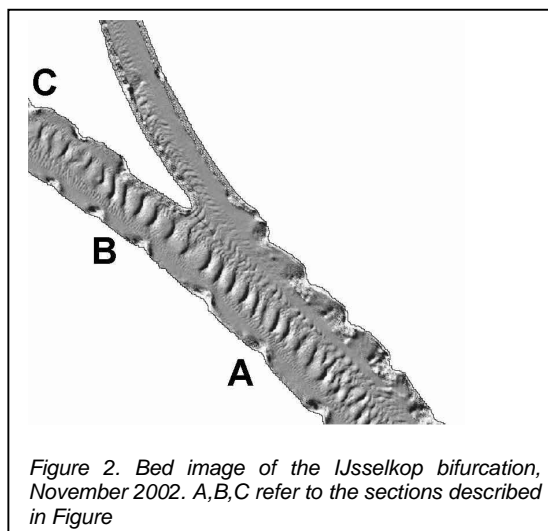 C
B
A
Figure 2. Bed image of the IJsselkop bifurcation,
November 2002. A,B,C refer to the sections described
in Figure